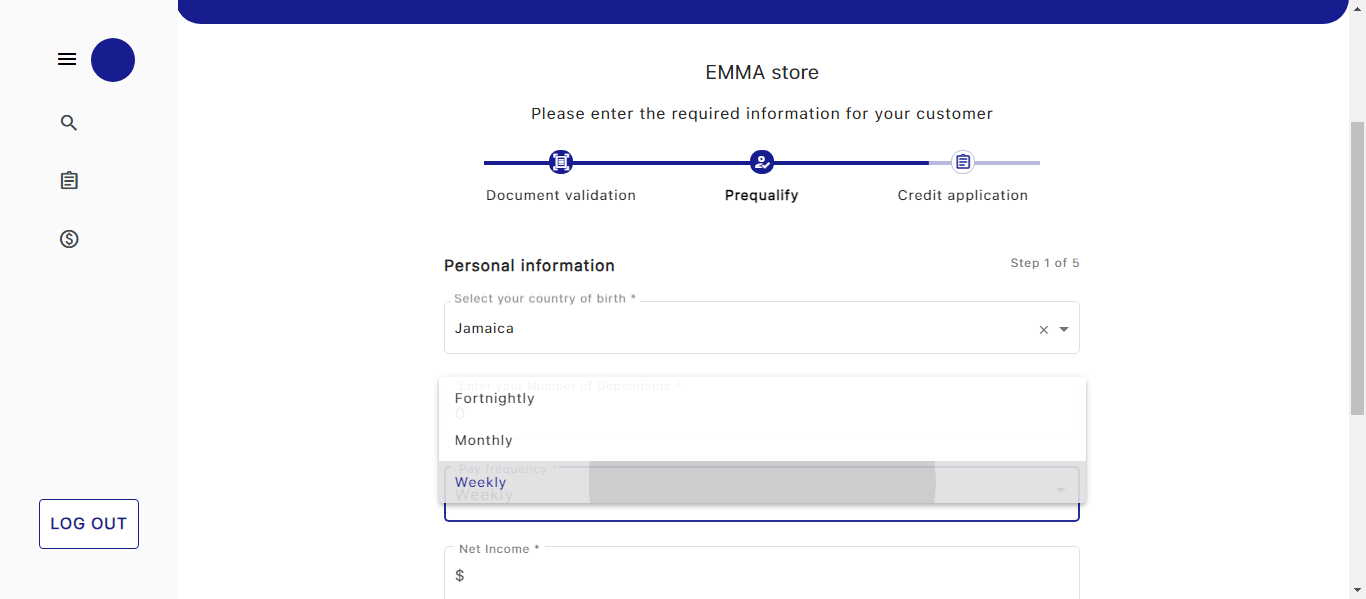 EMMA store
Please enter the required information for your customer
Document validation
Prequalify
Credit application
Personal information
Step 1 of 5
Select your country of birth *
Jamaica
Enter your Number of Dependents *
Fortnightly
0
Monthly
Pay frequency *
Weekly
Weekly
Net Income *
$
LOG OUT